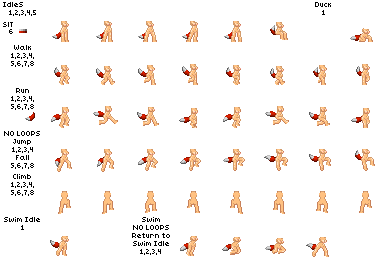 IdleS
1,2,3,4,5
Duck
1
SIT
6
Walk
1,2,3,4,
5,6,7,8
Run
1,2,3,4,
5,6,7,8
NO LOOPS
Jump
1,2,3,4
Fall
5,6,7,8
Climb
1,2,3,4,
5,6,7,8
Swim Idle
1
Swim
NO LOOPS
Return to
Swim Idle
1,2,3,4